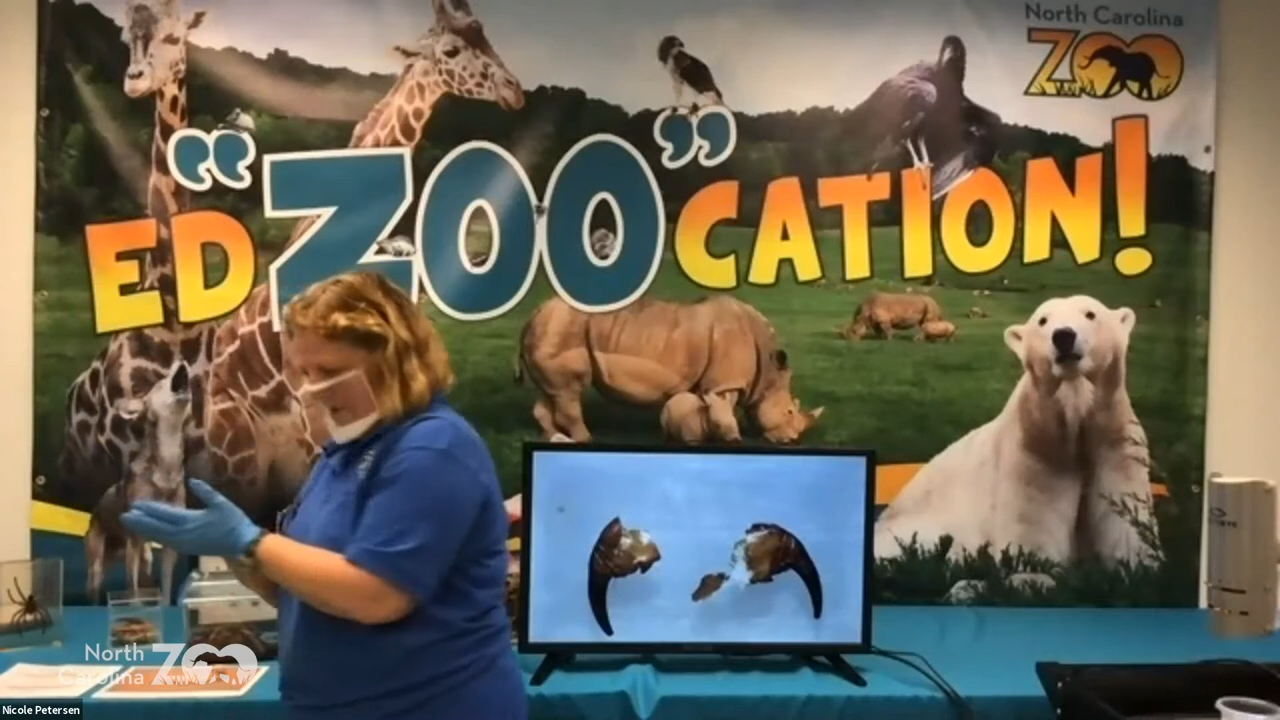 North Carolina
ZOO
ED"ZOO"CATION!
North
Carolina ZOO
Nicole Petersen